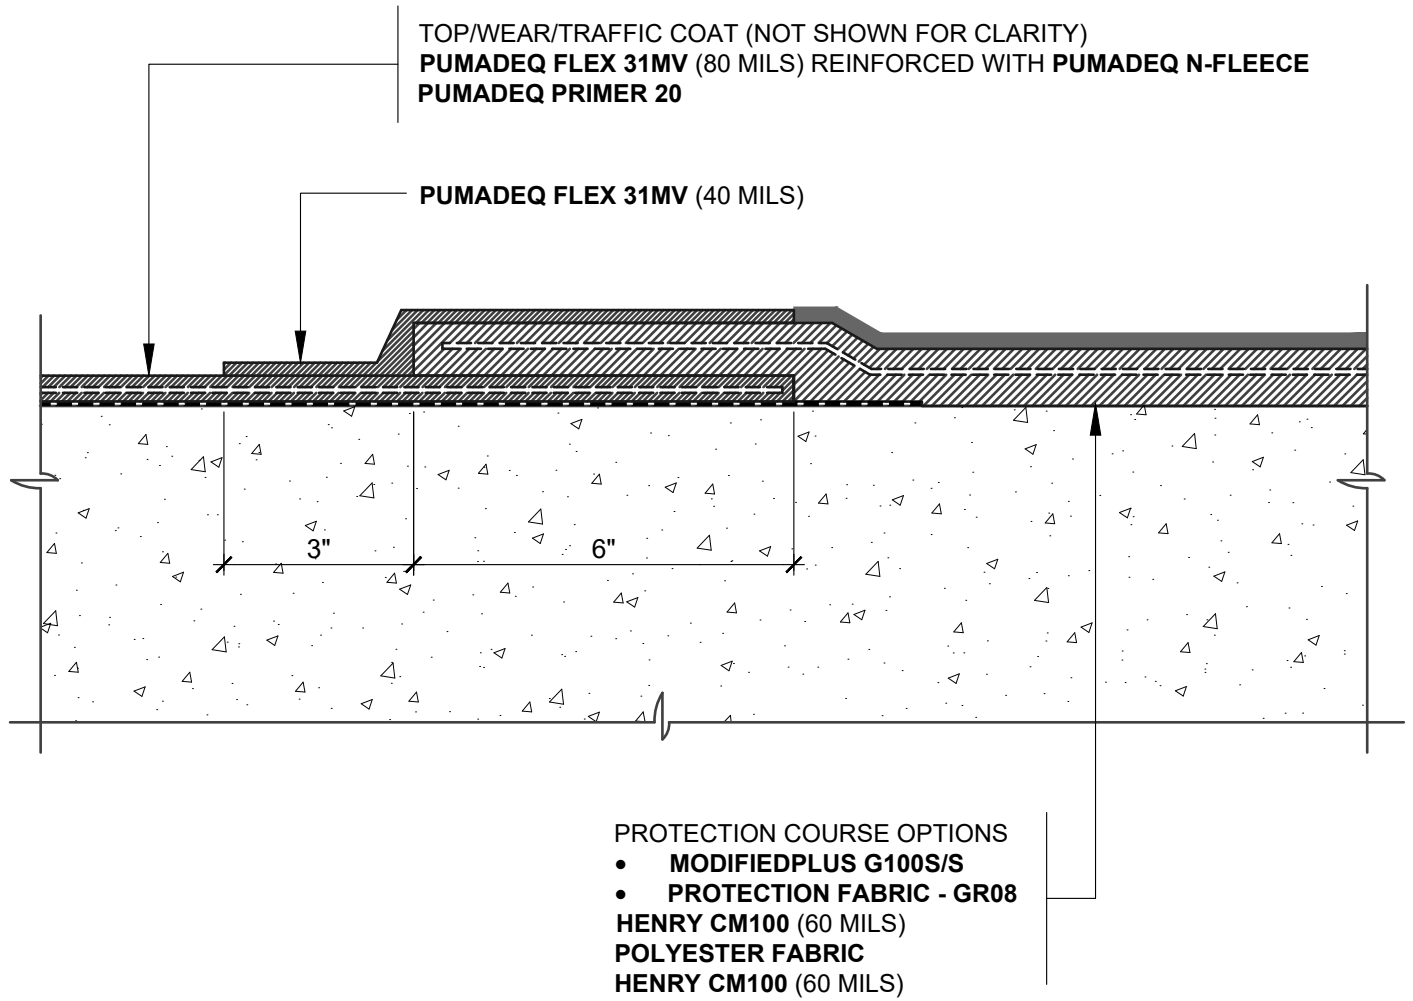 TOP/WEAR/TRAFFIC COAT (NOT SHOWN FOR CLARITY)
PUMADEQ FLEX 31MV (80 MILS) REINFORCED WITH PUMADEQ N-FLEECE
PUMADEQ PRIMER 20
PUMADEQ FLEX 31MV (40 MILS)
3" 6"
PROTECTION COURSE OPTIONS
• MODIFIEDPLUS G100S/S
• PROTECTION FABRIC - GR08
HENRY CM100 (60 MILS)
POLYESTER FABRIC
HENRY CM100 (60 MILS)